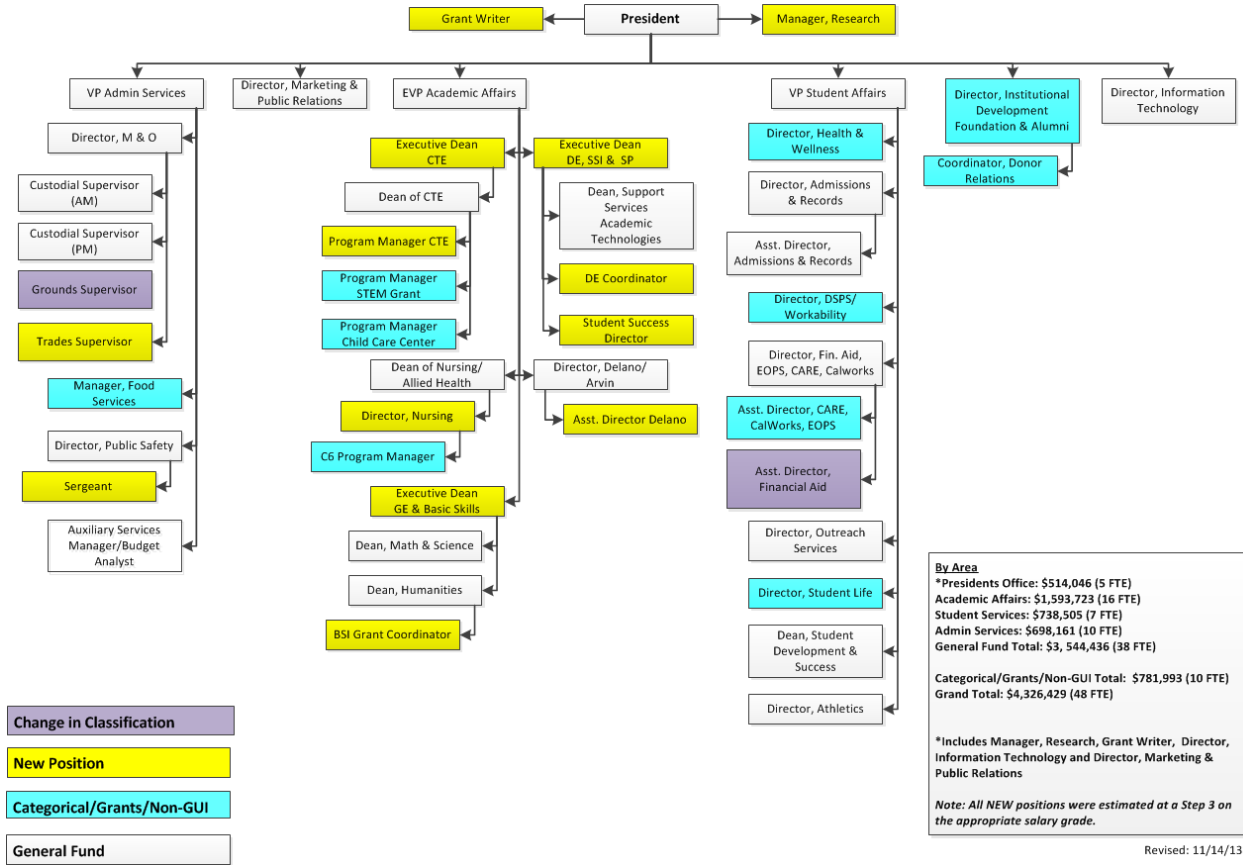 Grant Writer
President
Manager, Research
VP Admin Services
Director, Marketing &
Public Relations
EVP Academic Affairs
VP Student Affairs
Director, Institutional
Development
Foundation & Alumni
Director, Information
Technology
Director, M & O
Custodial Supervisor
(AM)
Custodial Supervisor
(PM)
Grounds Supervisor
Trades Supervisor
Manager, Food
Services
Director, Public Safety
Sergeant
Auxiliary Services
Manager/Budget
Analyst
Executive Dean
CTE
Executive Dean
DE, SSI & SP
Dean of CTE
Dean, Support
Services
Academic
Technologies
Program Manager CTE
Program Manager
STEM Grant
Program Manager
Child Care Center
DE Coordinator
Student Success
Director
Dean of Nursing/
Allied Health
Director, Delano/
Arvin
Director, Nursing
Asst. Director Delano
C6 Program Manager
Executive Dean
GE & Basic Skills
Dean, Math & Science
Dean, Humanities
BSI Grant Coordinator
Director, Health &
Wellness
Director, Admissions
& Records
Asst. Director,
Admissions & Records
Director, DSPS/
Workability
Director, Fin. Aid,
EOPS, CARE, Calworks
Asst. Director, CARE,
CalWorks, EOPS
Asst. Director,
Financial Aid
Director, Outreach
Services
Director, Student Life
Dean, Student
Development &
Success
Director, Athletics
Coordinator, Donor
Relations
Change in Classification
New Position
Categorical/Grants/Non-GUI
General Fund
By Area
*Presidents Office: $514,046 (5 FTE)
Academic Affairs: $1,593,723 (16 FTE)
Student Services: $738,505 (7 FTE)
Admin Services: $698,161 (10 FTE)
General Fund Total: $3, 544,436 (38 FTE)
Categorical/Grants/Non-GUI Total: $781,993 (10 FTE)
Grand Total: $4,326,429 (48 FTE)
*Includes Manager, Research, Grant Writer, Director,
Information Technology and Director, Marketing &
Public Relations
Note: All NEW positions were estimated at a Step 3 on
the appropriate salary grade.
Revised: 11/14/13